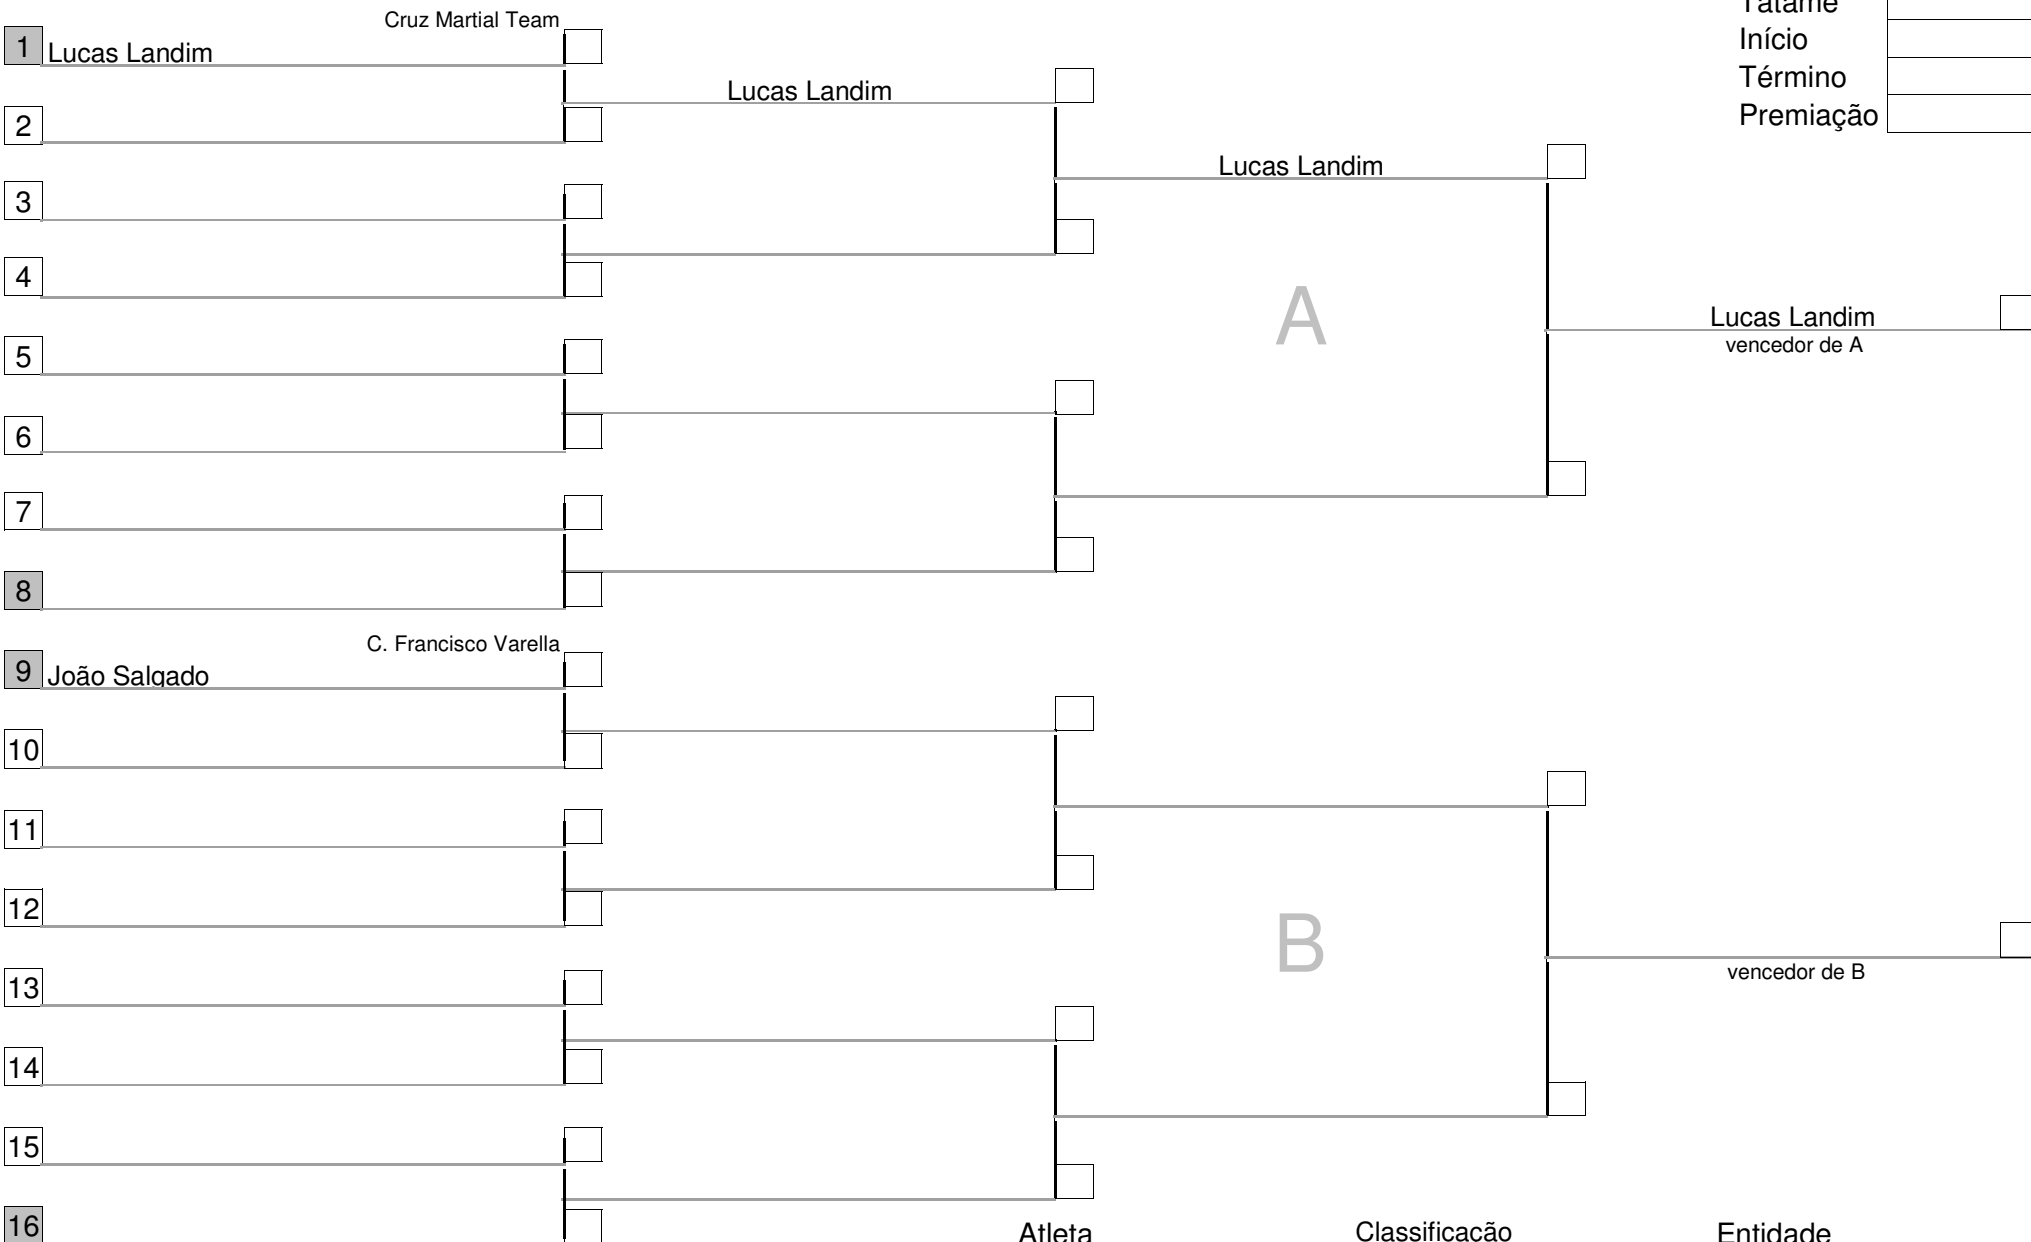 Cruz Martial Team
Tatame
1 Lucas Landim
Início
Lucas Landim
Término
2
Premiação
Lucas Landim
3
4
A
Lucas Landim
vencedor de A
5
6
7
8
C. Francisco Varella
9 João Salgado
10
11
12
B
vencedor de B
13
14
15
16
Atleta Classificação Entidade